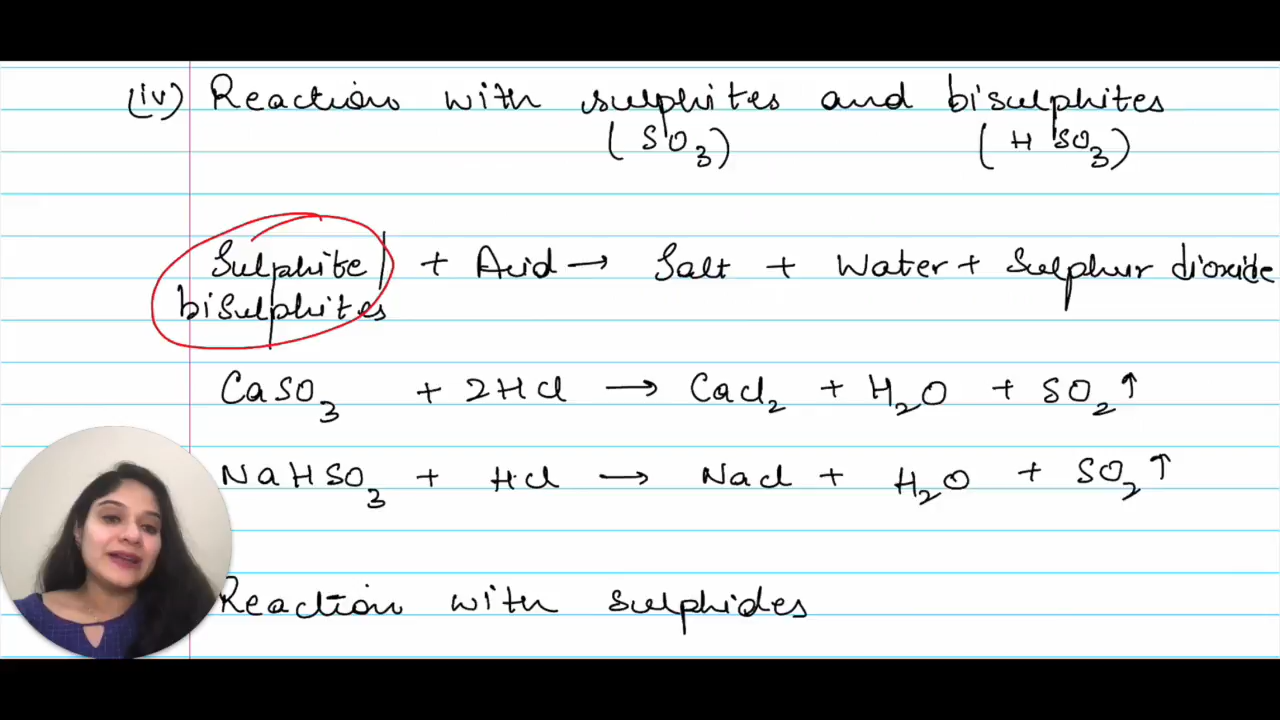 (iv) Reaction with sulphites and bisulphites
(SO₃) (HSO₃)
Sulphite/ + Acid → Salt + Water + Sulphur dioxide
bisulphites
CaSO₃ + 2HCl → CaCl₂ + H₂O + SO₂↑
NaHSO₃ + HCl → NaCl + H₂O + SO₂↑
Reaction with sulphides